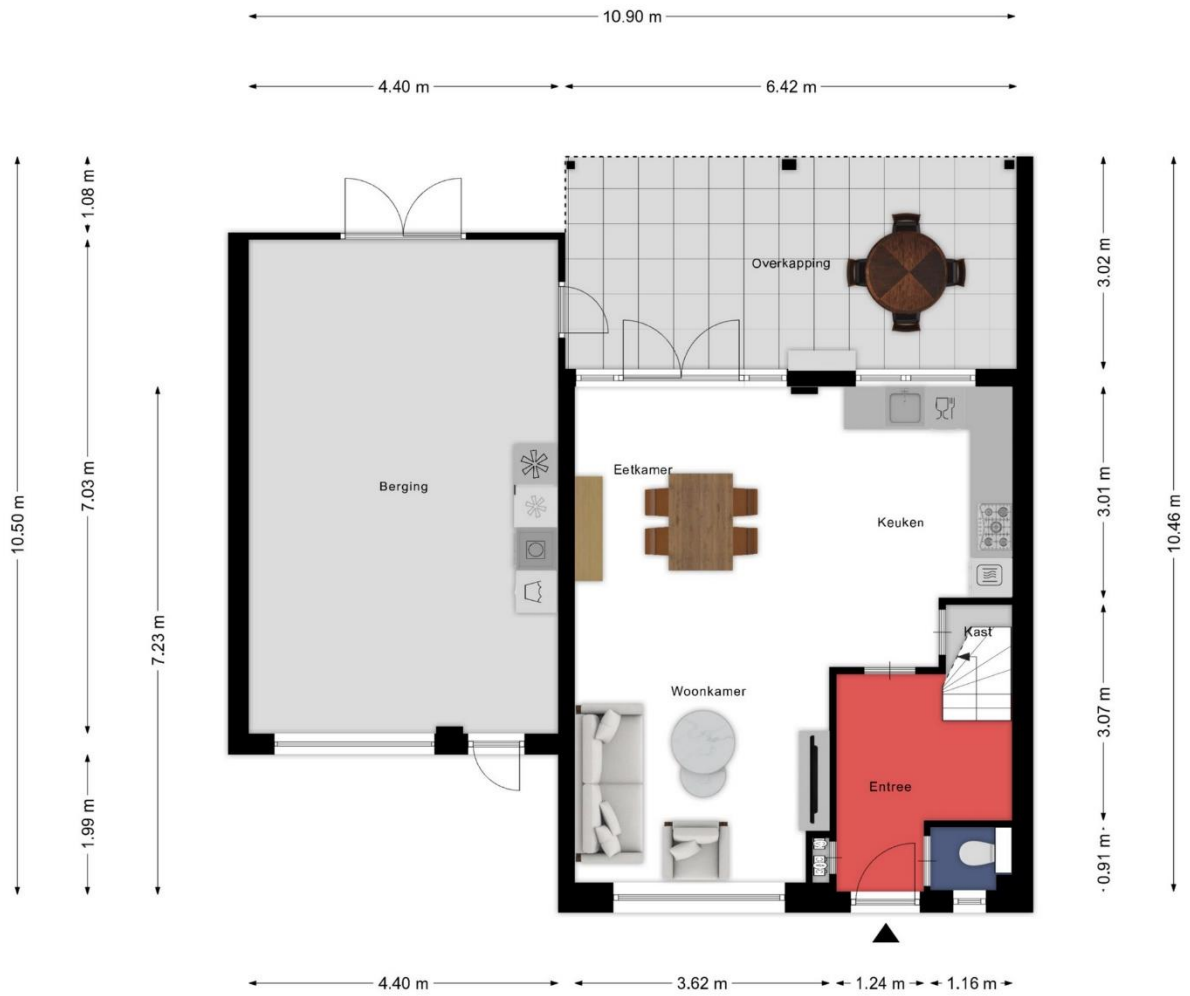 10.90 m
4.40 m
6.42 m
1.08 m
3.02 m
Overkapping
Eetkamer
Berging
7.03 m
3.01 m
10.50 m
10.46 m
Keuken
7.23 m
Kast
Woonkamer
3.07 m
Entree
1.99 m
0.91 m
4.40 m
3.62 m
1.24 m
1.16 m